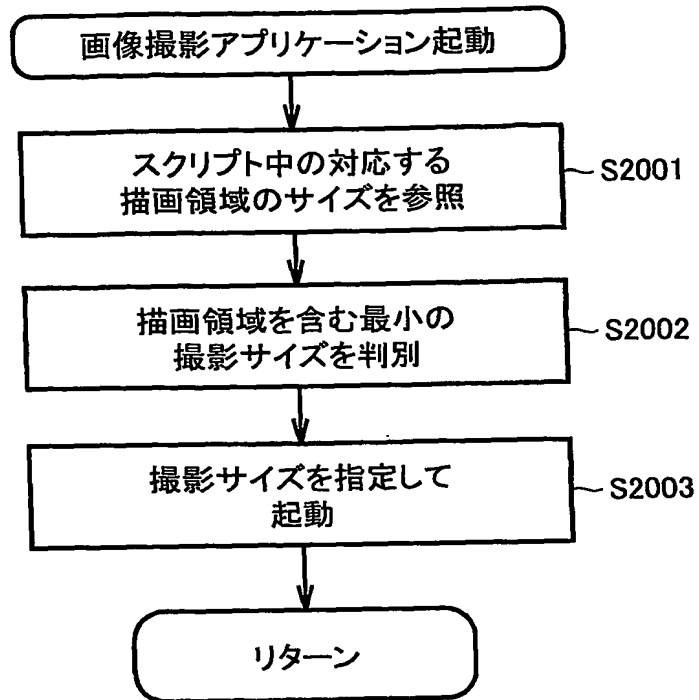 画像撮影アプリケーション起動
スクリプト中の対応する
描画領域のサイズを参照
S2001
描画領域を含む最小の
撮影サイズを判別
S2002
撮影サイズを指定して
起動
S2003
リターン